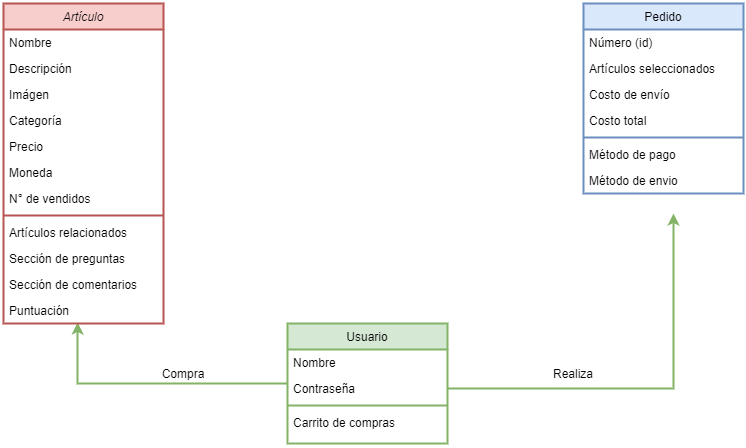 Artículo
Nombre
Descripción
Imágen
Categoría
Precio
Moneda
N° de vendidos
Artículos relacionados
Sección de preguntas
Sección de comentarios
Puntuación
Pedido
Número (id)
Artículos seleccionados
Costo de envío
Costo total
Método de pago
Método de envio
Compra
Usuario
Nombre
Contraseña
Carrito de compras
Realiza